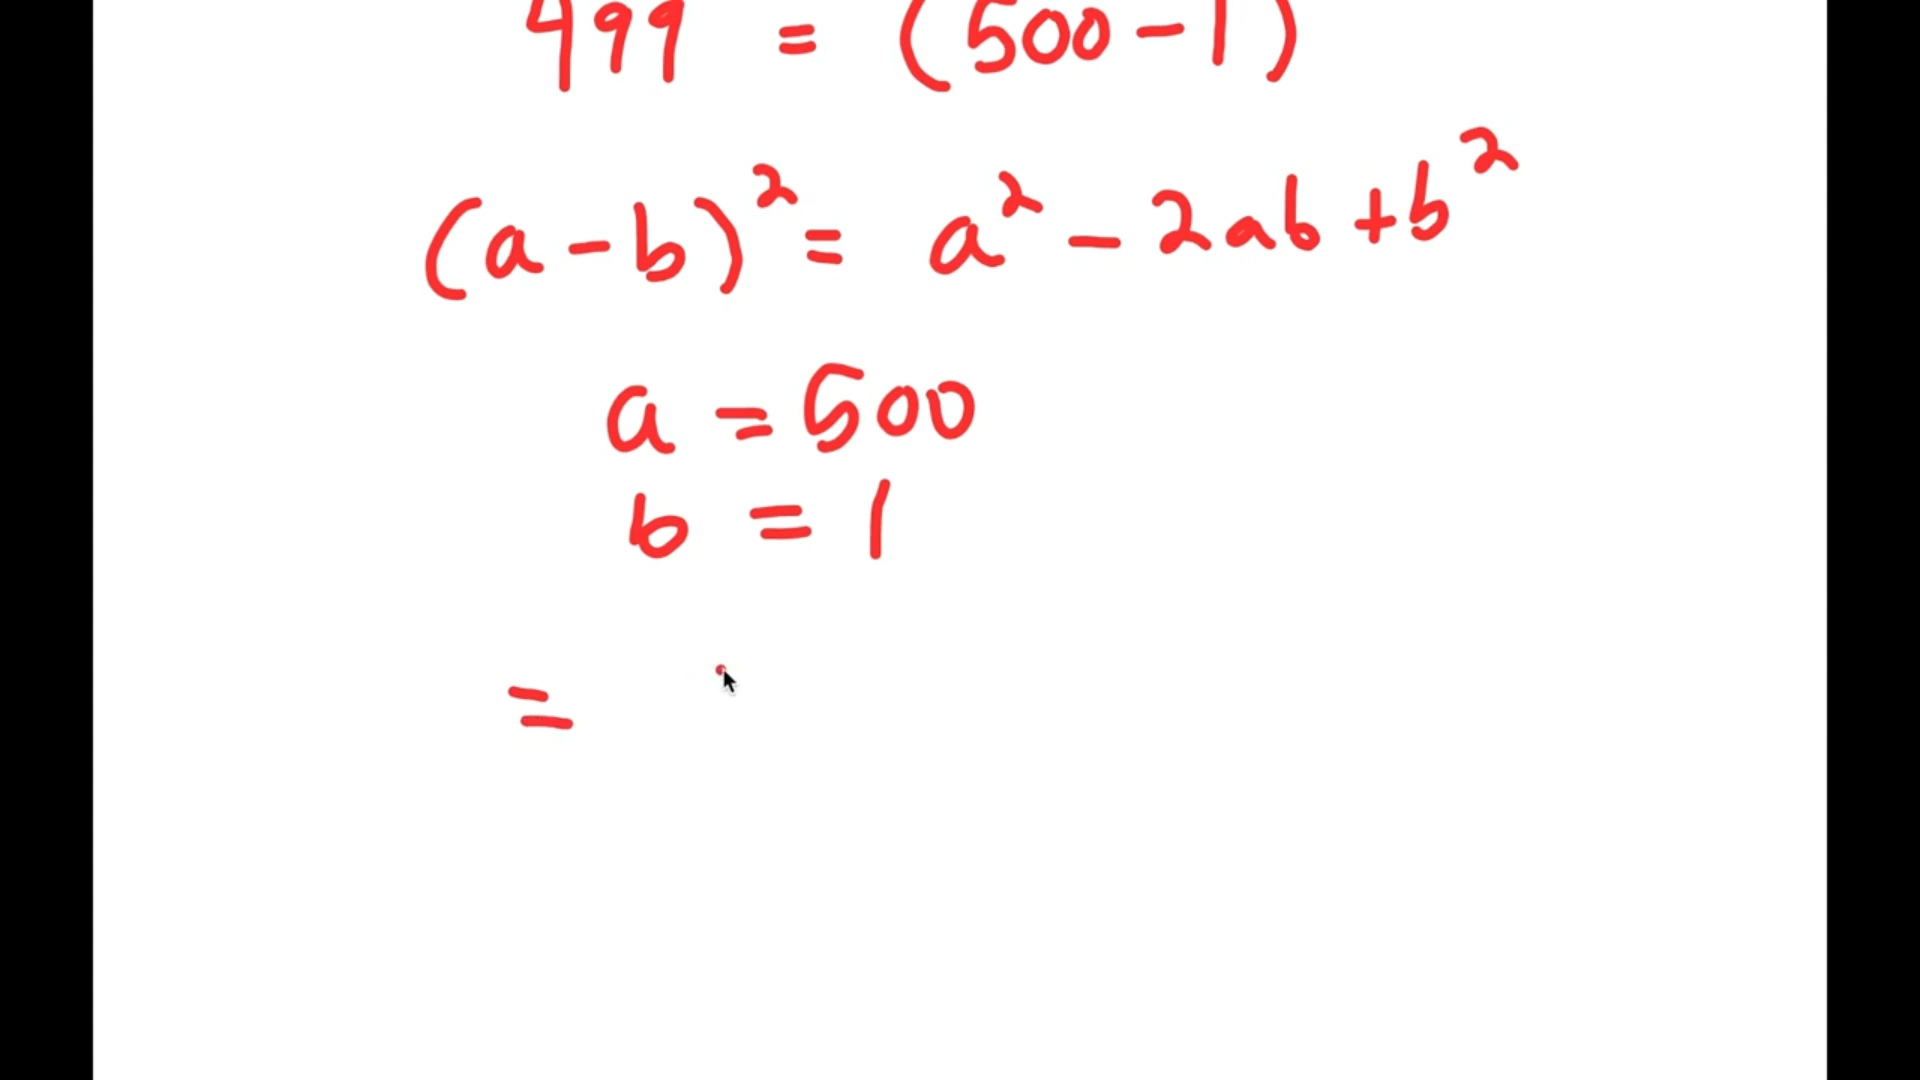 499 = (500 - 1)
(a - b)² = a² - 2ab + b²
a = 500
b = 1
=